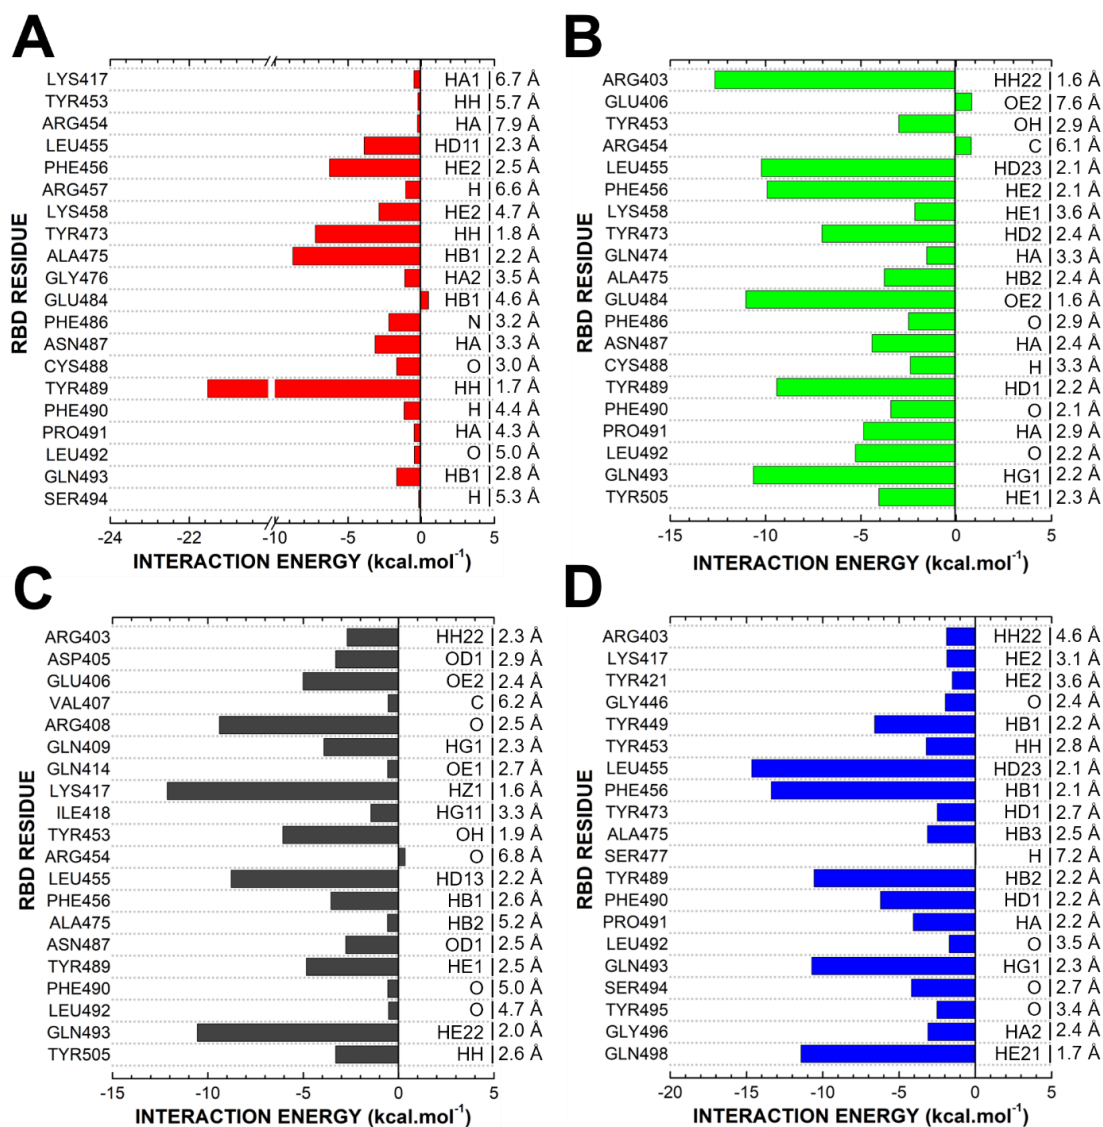 A
RBD RESIDUE
LYS417 HA1 | 6.7 Å
TYR453 HH | 5.7 Å
ARG454 HA | 7.9 Å
LEU455 HD11 | 2.3 Å
PHE456 HE2 | 2.5 Å
ARG457 H | 6.6 Å
LYS458 HE2 | 4.7 Å
TYR473 HH | 1.8 Å
ALA475 HB1 | 2.2 Å
GLY476 HA2 | 3.5 Å
GLU484 HB1 | 4.6 Å
PHE486 N | 3.2 Å
ASN487 HA | 3.3 Å
CYS488 O | 3.0 Å
TYR489 HH | 1.7 Å
PHE490 H | 4.4 Å
PRO491 HA | 4.3 Å
LEU492 O | 5.0 Å
GLN493 HB1 | 2.8 Å
SER494 H | 5.3 Å
-24 -22 -10 -5 0 5
INTERACTION ENERGY (kcal.mol⁻¹)
B
RBD RESIDUE
ARG403 HH22 | 1.6 Å
GLU406 OE2 | 7.6 Å
TYR453 OH | 2.9 Å
ARG454 C | 6.1 Å
LEU455 HD23 | 2.1 Å
PHE456 HE2 | 2.1 Å
LYS458 HE1 | 3.6 Å
TYR473 HD2 | 2.4 Å
GLN474 HA | 3.3 Å
ALA475 HB2 | 2.4 Å
GLU484 OE2 | 1.6 Å
PHE486 O | 2.9 Å
ASN487 HA | 2.4 Å
CYS488 H | 3.3 Å
TYR489 HD1 | 2.2 Å
PHE490 O | 2.1 Å
PRO491 HA | 2.9 Å
LEU492 O | 2.2 Å
GLN493 HG1 | 2.2 Å
TYR505 HE1 | 2.3 Å
-15 -10 -5 0 5
INTERACTION ENERGY (kcal.mol⁻¹)
C
-15 -10 -5 0 5
RBD RESIDUE
ARG403 HH22 | 2.3 Å
ASP405 OD1 | 2.9 Å
GLU406 OE2 | 2.4 Å
VAL407 C | 6.2 Å
ARG408 O | 2.5 Å
GLN409 HG1 | 2.3 Å
GLN414 OE1 | 2.7 Å
LYS417 HZ1 | 1.6 Å
ILE418 HG11 | 3.3 Å
TYR453 OH | 1.9 Å
ARG454 O | 6.8 Å
LEU455 HD13 | 2.2 Å
PHE456 HB1 | 2.6 Å
ALA475 HB2 | 5.2 Å
ASN487 OD1 | 2.5 Å
TYR489 HE1 | 2.5 Å
PHE490 O | 5.0 Å
LEU492 O | 4.7 Å
GLN493 HE22 | 2.0 Å
TYR505 HH | 2.6 Å
-15 -10 -5 0 5
INTERACTION ENERGY (kcal.mol⁻¹)
D
-20 -15 -10 -5 0 5
RBD RESIDUE
ARG403 HH22 | 4.6 Å
LYS417 HE2 | 3.1 Å
TYR421 HE2 | 3.6 Å
GLY446 O | 2.4 Å
TYR449 HB1 | 2.2 Å
TYR453 HH | 2.8 Å
LEU455 HD23 | 2.1 Å
PHE456 HB1 | 2.1 Å
TYR473 HD1 | 2.7 Å
ALA475 HB3 | 2.5 Å
SER477 H | 7.2 Å
TYR489 HB2 | 2.2 Å
PHE490 HD1 | 2.2 Å
PRO491 HA | 2.2 Å
LEU492 O | 3.5 Å
GLN493 HG1 | 2.3 Å
SER494 O | 2.7 Å
TYR495 O | 3.4 Å
GLY496 HA2 | 2.4 Å
GLN498 HE21 | 1.7 Å
-20 -15 -10 -5 0 5
INTERACTION ENERGY (kcal.mol⁻¹)